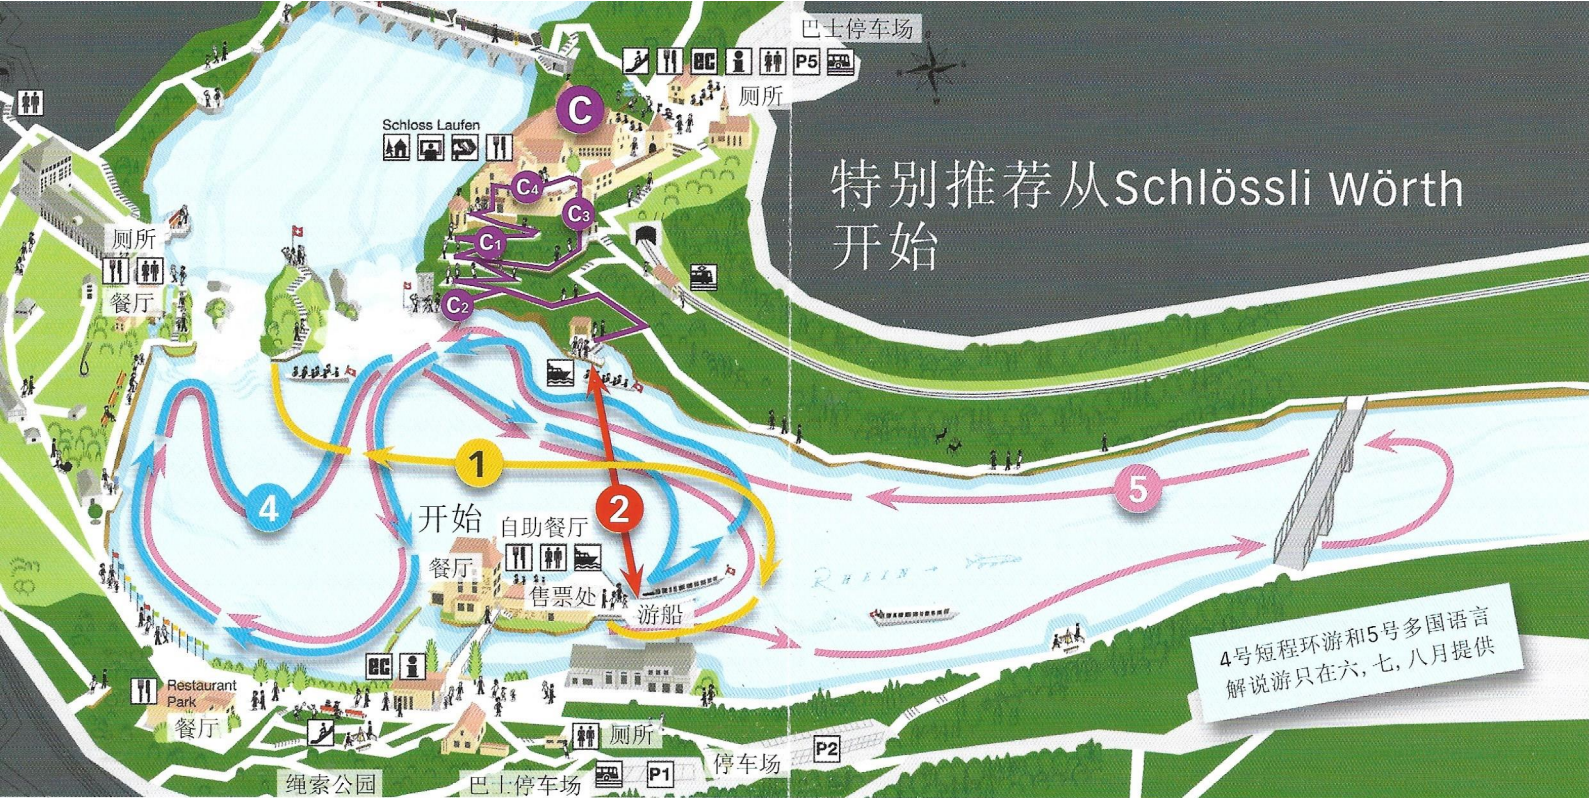 巴士停车场
P5
厕所
C
Schloss Laufen
C4
C3
C1
C2
特别推荐从Schlössli Wörth
开始
厕所
餐厅
1
2
4
5
开始
自助餐厅
餐厅
售票处
游船
RHEIN
4号短程环游和5号多国语言
解说游只在六,七,八月提供
ec
ec
Restaurant
Park
餐厅
厕所
P2
停车场
绳索公园
巴士停车场
P1